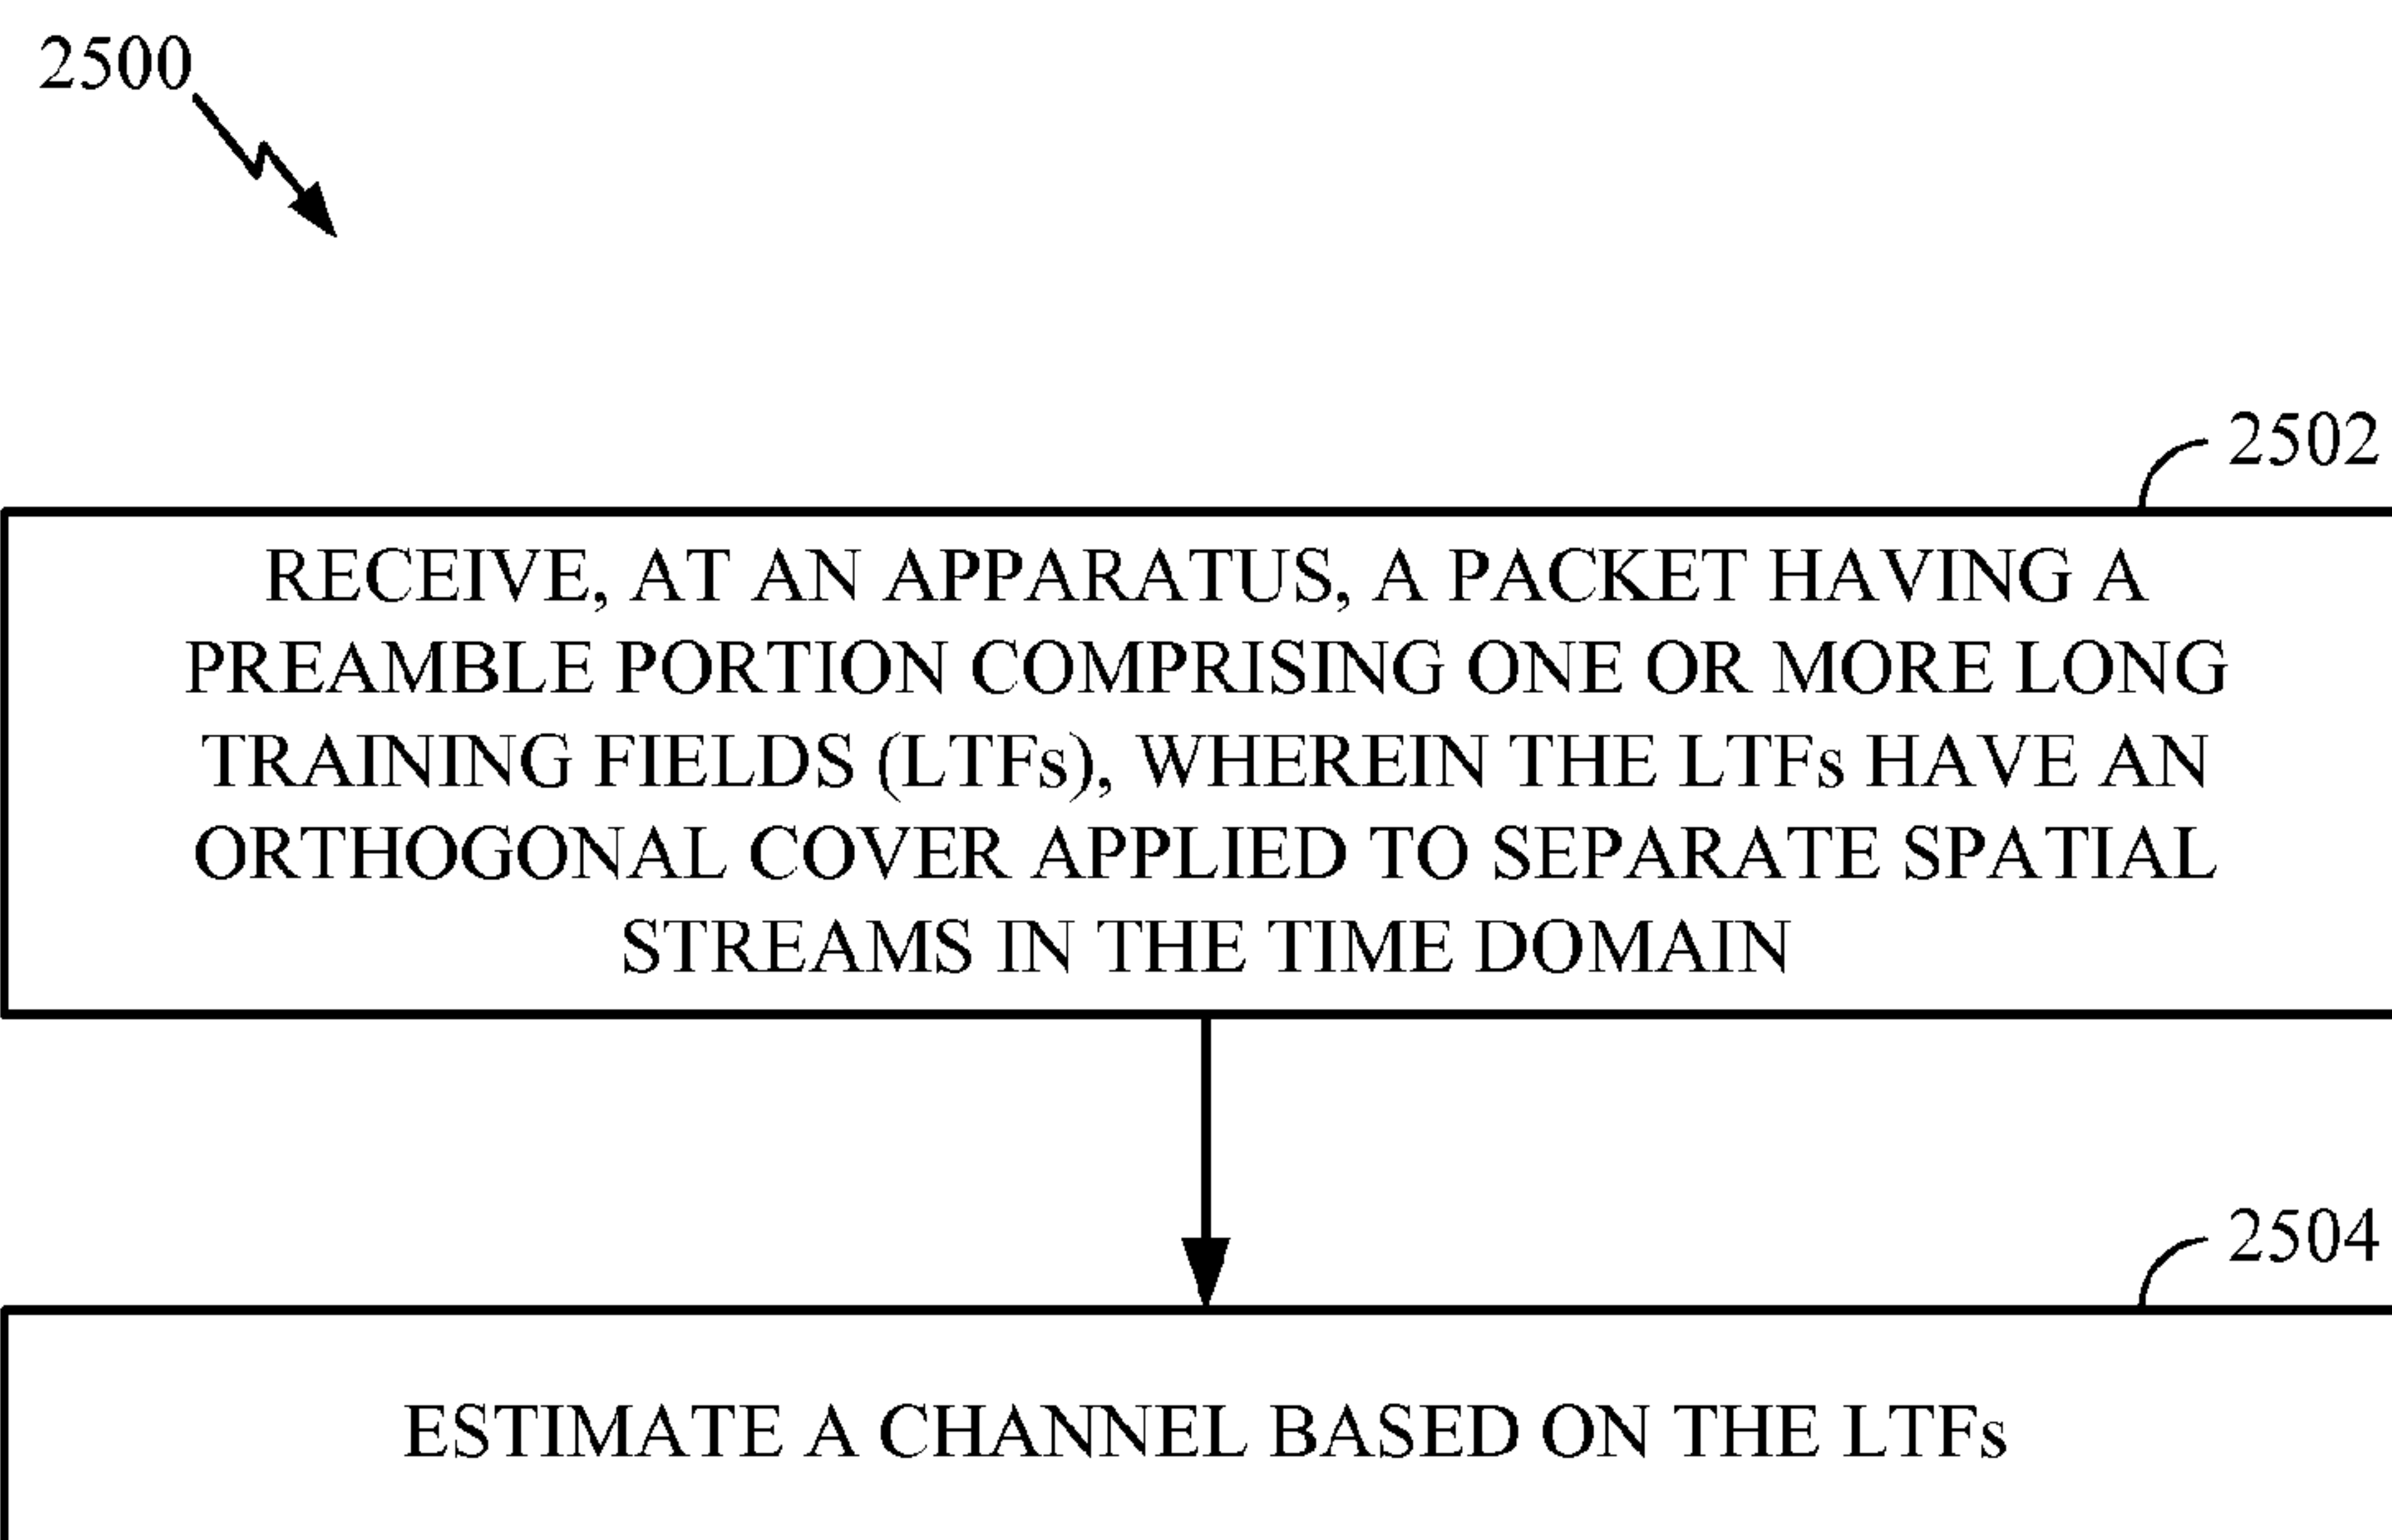 2500
2502
RECEIVE, AT AN APPARATUS, A PACKET HAVING A
PREAMBLE PORTION COMPRISING ONE OR MORE LONG
TRAINING FIELDS (LTFs), WHEREIN THE LTFs HAVE AN
ORTHOGONAL COVER APPLIED TO SEPARATE SPATIAL
STREAMS IN THE TIME DOMAIN
2504
ESTIMATE A CHANNEL BASED ON THE LTFs